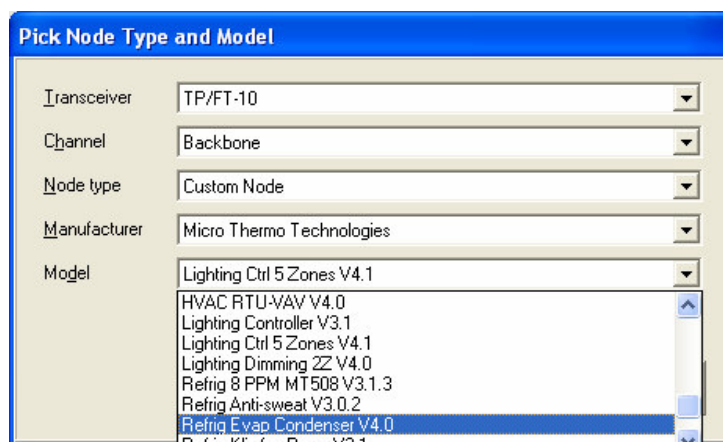 Pick Node Type and Model
Transceiver TP/FT-10
Channel Backbone
Node type Custom Node
Manufacturer Micro Thermo Technologies
Model Lighting Ctrl 5 Zones V4.1
HVAC RTU-VAV V4.0
Lighting Controller V3.1
Lighting Ctrl 5 Zones V4.1
Lighting Dimming 2Z V4.0
Refrig 8 PPM MT508 V3.1.3
Refrig Anti-sweat V3.0.2
Refrig Evap Condenser V4.0